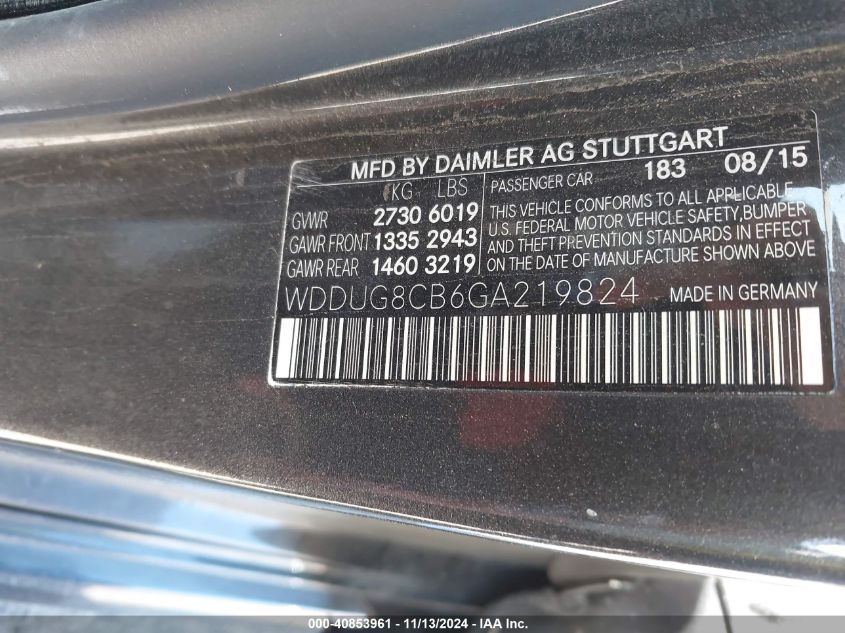 MFD BY DAIMLER AG STUTTGART
KG LBS
GVWR 2730 6019
GAWR FRONT 1335 2943
GAWR REAR 1460 3219
PASSENGER CAR 183 08/15
THIS VEHICLE CONFORMS TO ALL APPLICABLE
U.S. FEDERAL MOTOR VEHICLE SAFETY, BUMPER
AND THEFT PREVENTION STANDARDS IN EFFECT
ON THE DATE OF MANUFACTURE SHOWN ABOVE
WDDUG8CB6GA219824 MADE IN GERMANY
000-40853961 - 11/13/2024 - IAA Inc.